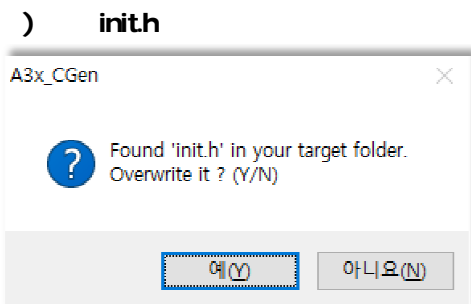 ) init.h
A3x_CGen
Found 'init.h' in your target folder.
Overwrite it ? (Y/N)
예(Y) 아니요(N)